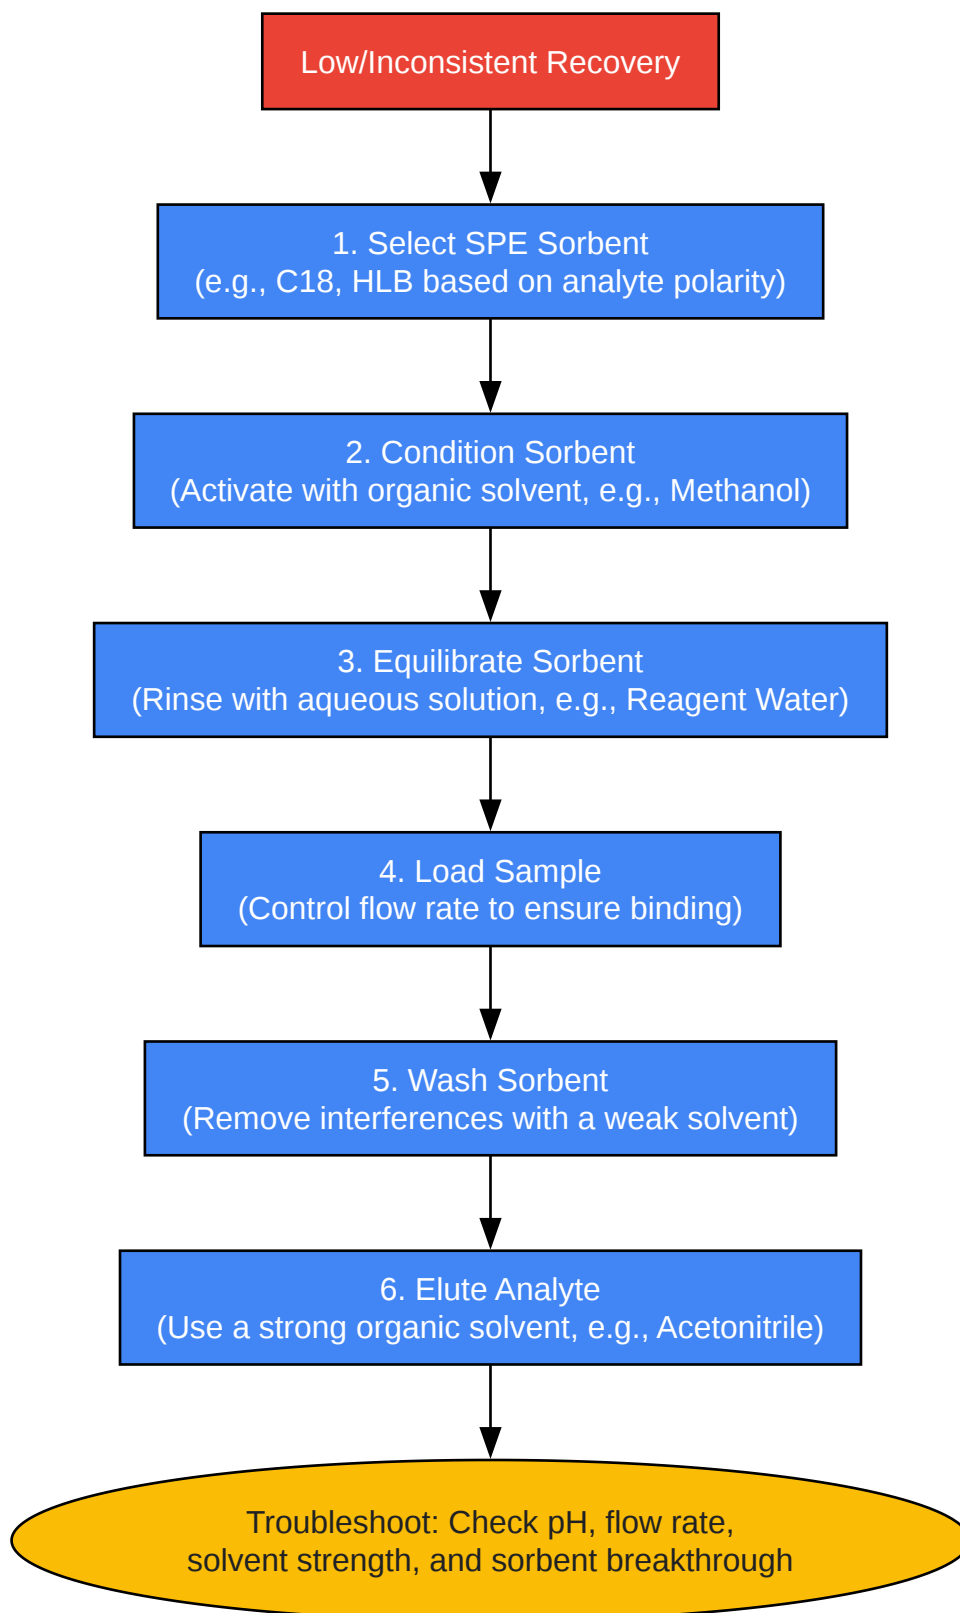 Low/Inconsistent Recovery
1. Select SPE Sorbent
(e.g., C18, HLB based on analyte polarity)
2. Condition Sorbent
(Activate with organic solvent, e.g., Methanol)
3. Equilibrate Sorbent
(Rinse with aqueous solution, e.g., Reagent Water)
4. Load Sample
(Control flow rate to ensure binding)
5. Wash Sorbent
(Remove interferences with a weak solvent)
6. Elute Analyte
(Use a strong organic solvent, e.g., Acetonitrile)
Troubleshoot: Check pH, flow rate,
solvent strength, and sorbent breakthrough